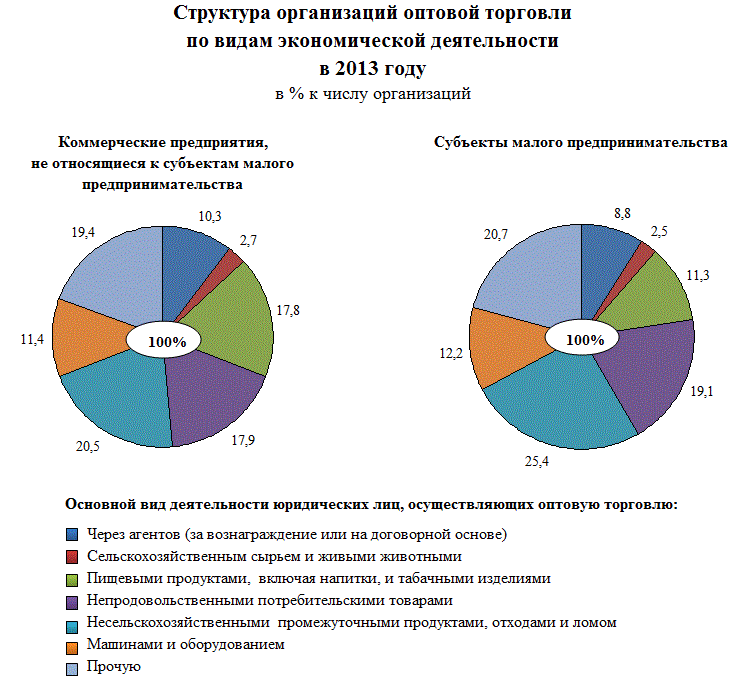 Структура организаций оптовой торговли
по видам экономической деятельности
в 2013 году
в % к числу организаций
Коммерческие предприятия,
не относящиеся к субъектам малого
предпринимательства
10,3
2,7
17,8
17,9
20,5
11,4
19,4
100%
Субъекты малого предпринимательства
8,8
2,5
11,3
19,1
25,4
12,2
20,7
100%
Основной вид деятельности юридических лиц, осуществляющих оптовую торговлю:
Через агентов (за вознаграждение или на договорной основе)
Сельскохозяйственным сырьем и живыми животными
Пищевыми продуктами, включая напитки, и табачными изделиями
Непродовольственными потребительскими товарами
Несельскохозяйственными промежуточными продуктами, отходами и ломом
Машинами и оборудованием
Прочую